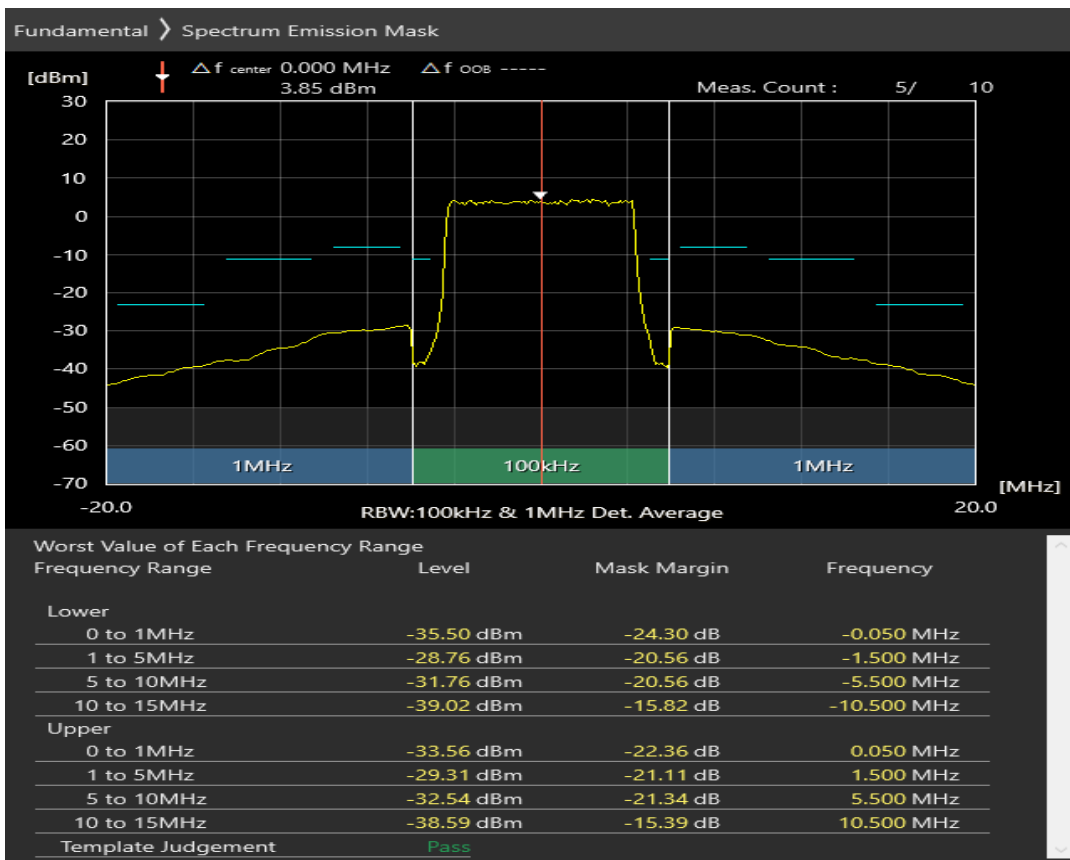 Fundamental ❯ Spectrum Emission Mask
[dBm] △f center 0.000 MHz △f OOB -----
3.85 dBm Meas. Count : 5/ 10
30
20
10
0
-10
-20
-30
-40
-50
-60
1MHz 100kHz 1MHz
-70 [MHz]
-20.0 RBW:100kHz & 1MHz Det. Average 20.0
Worst Value of Each Frequency Range
Frequency Range Level Mask Margin Frequency
Lower
0 to 1MHz -35.50 dBm -24.30 dB -0.050 MHz
1 to 5MHz -28.76 dBm -20.56 dB -1.500 MHz
5 to 10MHz -31.76 dBm -20.56 dB -5.500 MHz
10 to 15MHz -39.02 dBm -15.82 dB -10.500 MHz
Upper
0 to 1MHz -33.56 dBm -22.36 dB 0.050 MHz
1 to 5MHz -29.31 dBm -21.11 dB 1.500 MHz
5 to 10MHz -32.54 dBm -21.34 dB 5.500 MHz
10 to 15MHz -38.59 dBm -15.39 dB 10.500 MHz
Template Judgement Pass